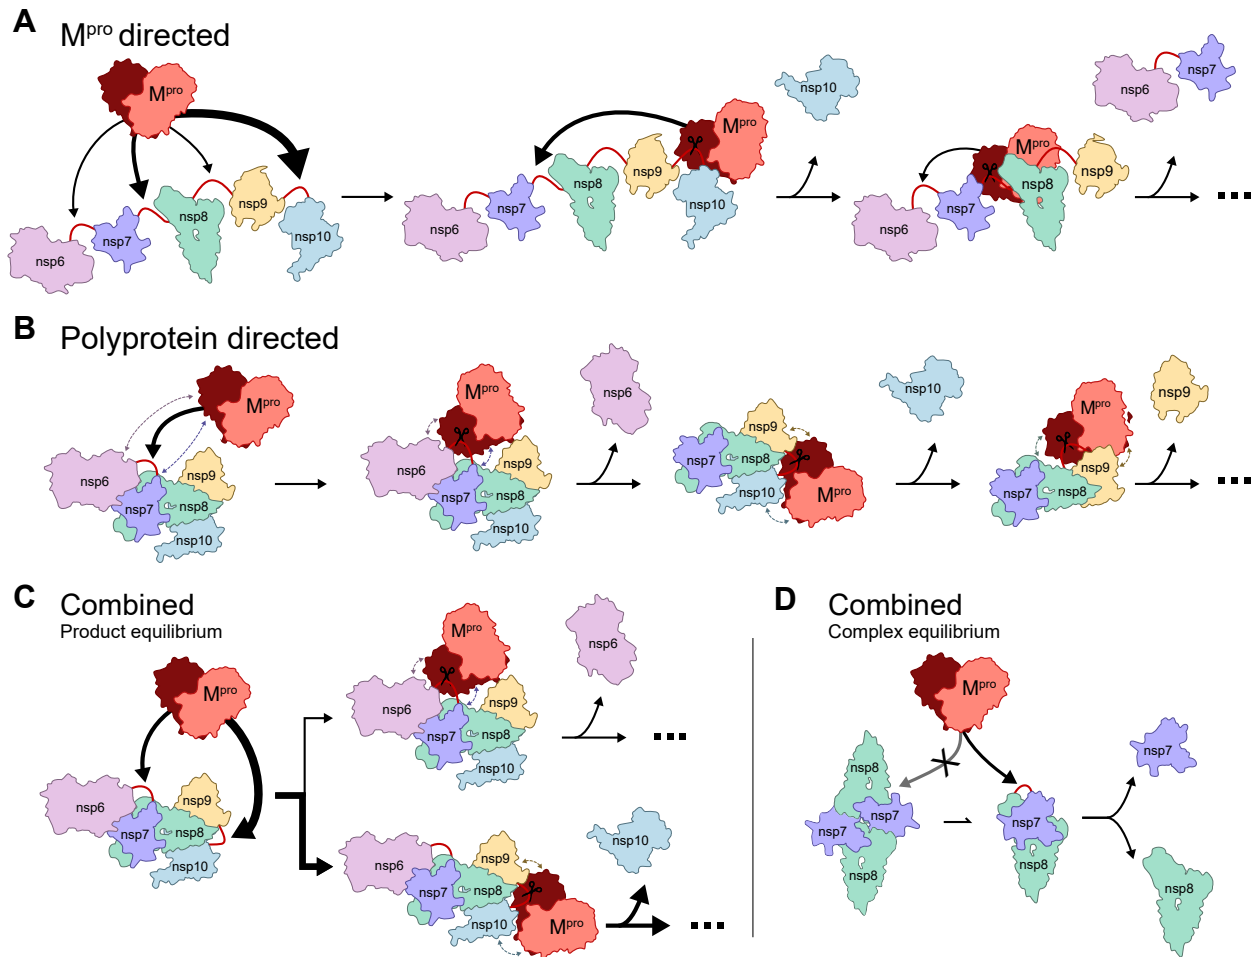 A
Mpro directed
Mpro
nsp6
nsp7
nsp8
nsp9
nsp10
nsp6
nsp7
nsp8
nsp9
Mpro
nsp10
nsp10
nsp6
nsp7
Mpro
nsp8
nsp9
nsp6
nsp7
B
Polyprotein directed
Mpro
nsp6
nsp7
nsp8
nsp9
nsp10
Mpro
nsp6
nsp7
nsp8
nsp9
nsp10
nsp6
nsp9
nsp7
nsp8
nsp10
Mpro
nsp10
Mpro
nsp9
nsp7
nsp8
nsp9
C
Combined
Product equilibrium
Mpro
nsp6
nsp7
nsp8
nsp9
nsp10
Mpro
nsp6
nsp7
nsp8
nsp9
nsp10
nsp6
nsp6
nsp7
nsp8
nsp9
nsp10
Mpro
nsp10
D
Combined
Complex equilibrium
Mpro
nsp8
nsp7
nsp7
nsp8
nsp7
nsp8
nsp7
nsp8